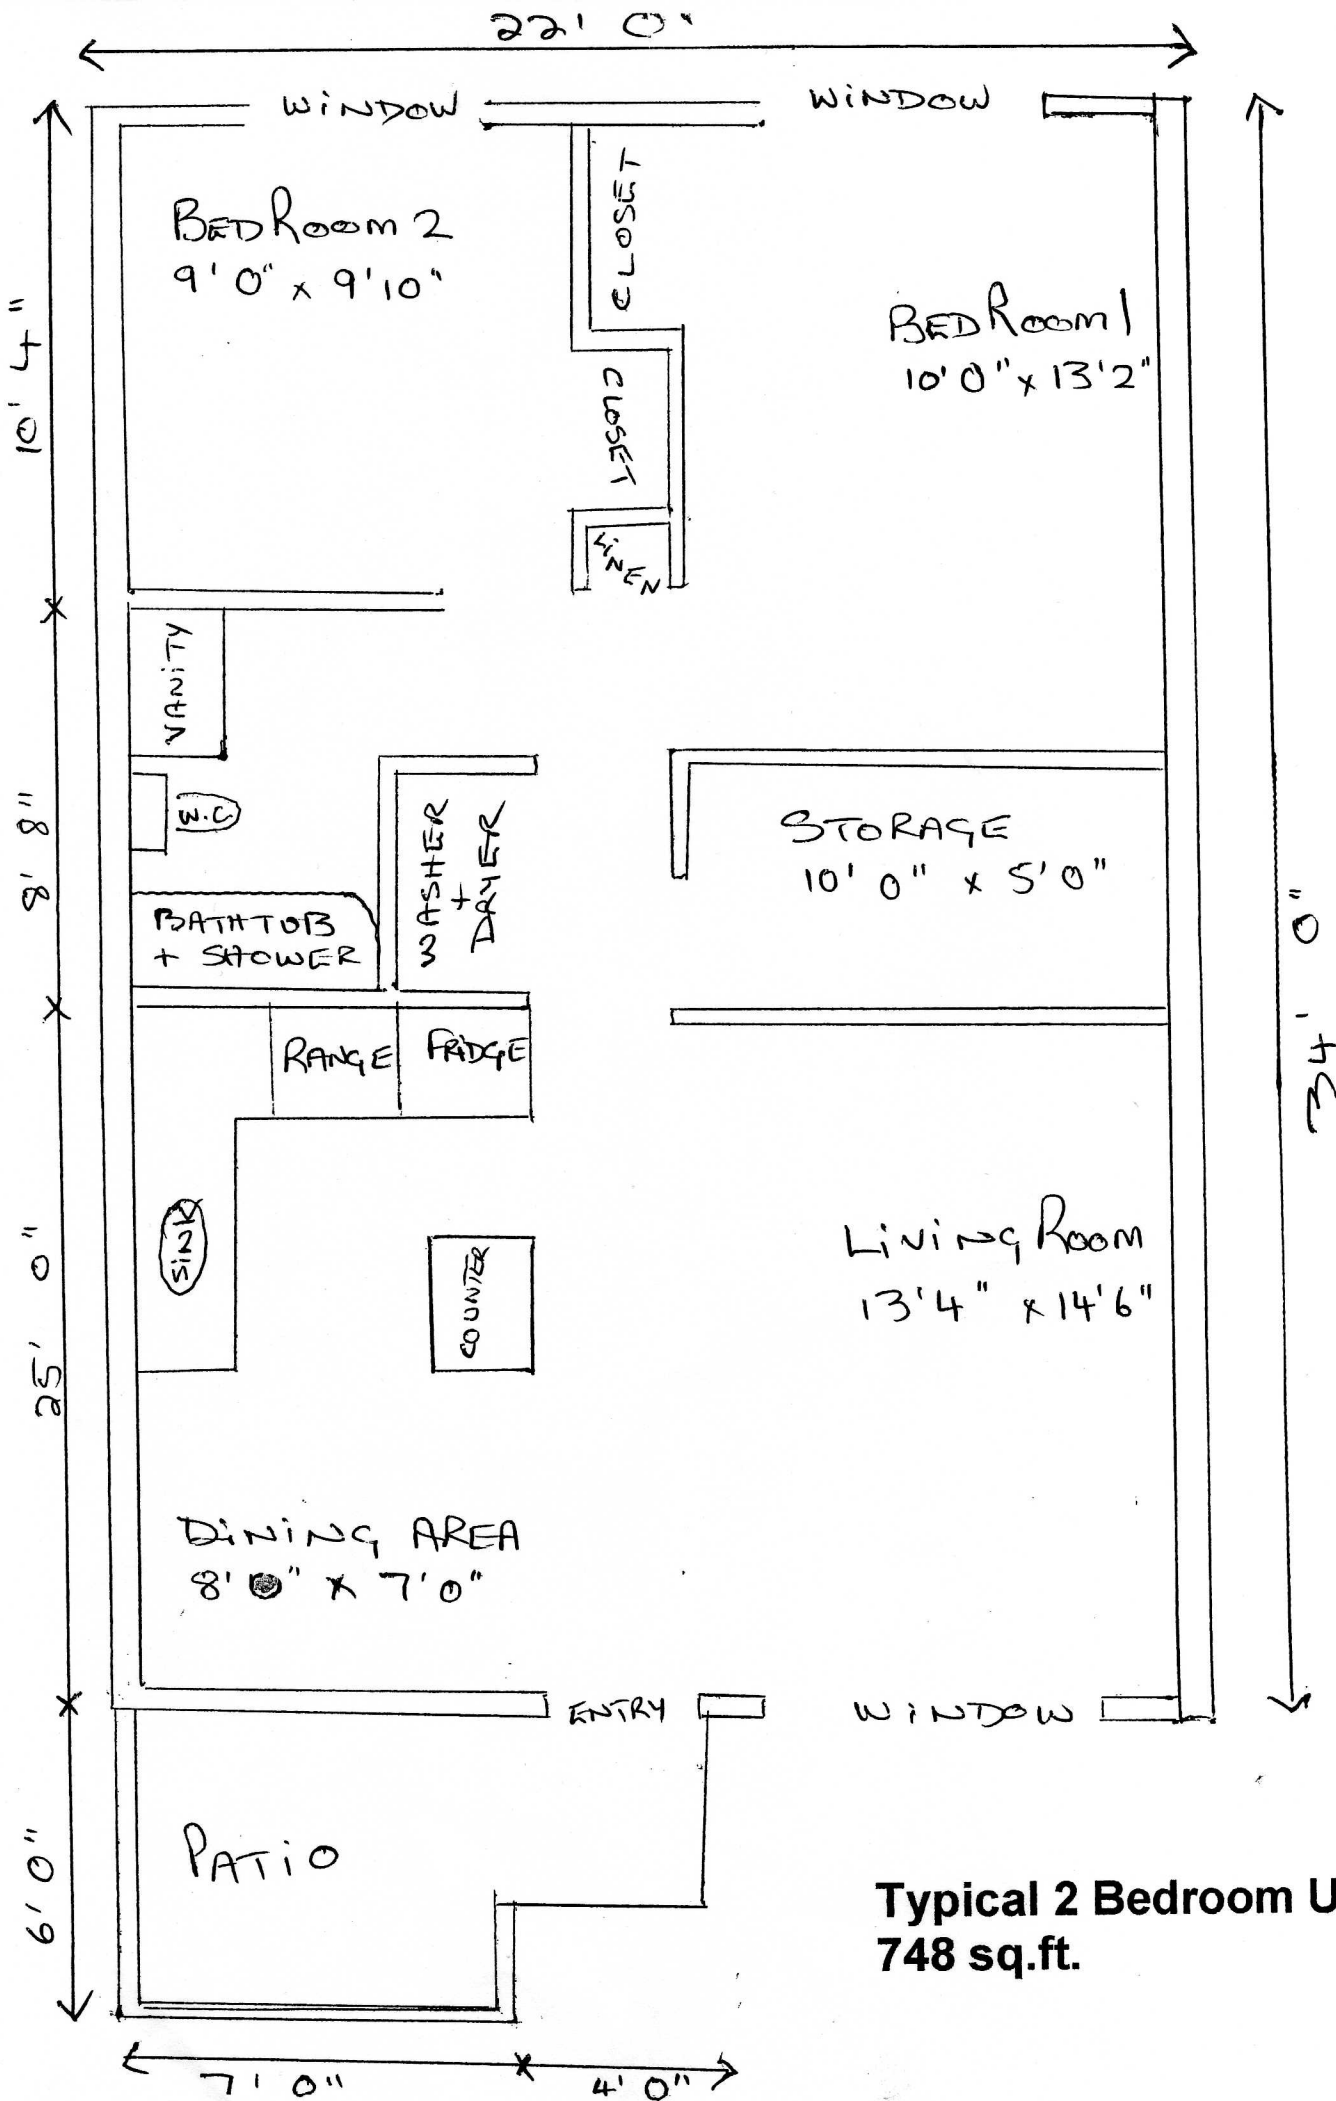 22' 0"
WINDOW
WINDOW
BEDROOM 2
9' 0" x 9'10"
CLOSET
BEDROOM 1
10' 0" x 13'2"
10' 4"
CLOSET
LINEN
VANITY
W.C
8' 8"
WASHER
+
DRYER
STORAGE
10' 0" x 5'0"
BATHTUB
+ SHOWER
34' 0"
RANGE
FRIDGE
SINK
COUNTER
LIVING ROOM
13'4" x 14'6"
25' 0"
DINING AREA
8' 0" x 7'0"
ENTRY
WINDOW
PATIO
6' 0"
Typical 2 Bedroom U
748 sq.ft.
7' 0"
4' 0"